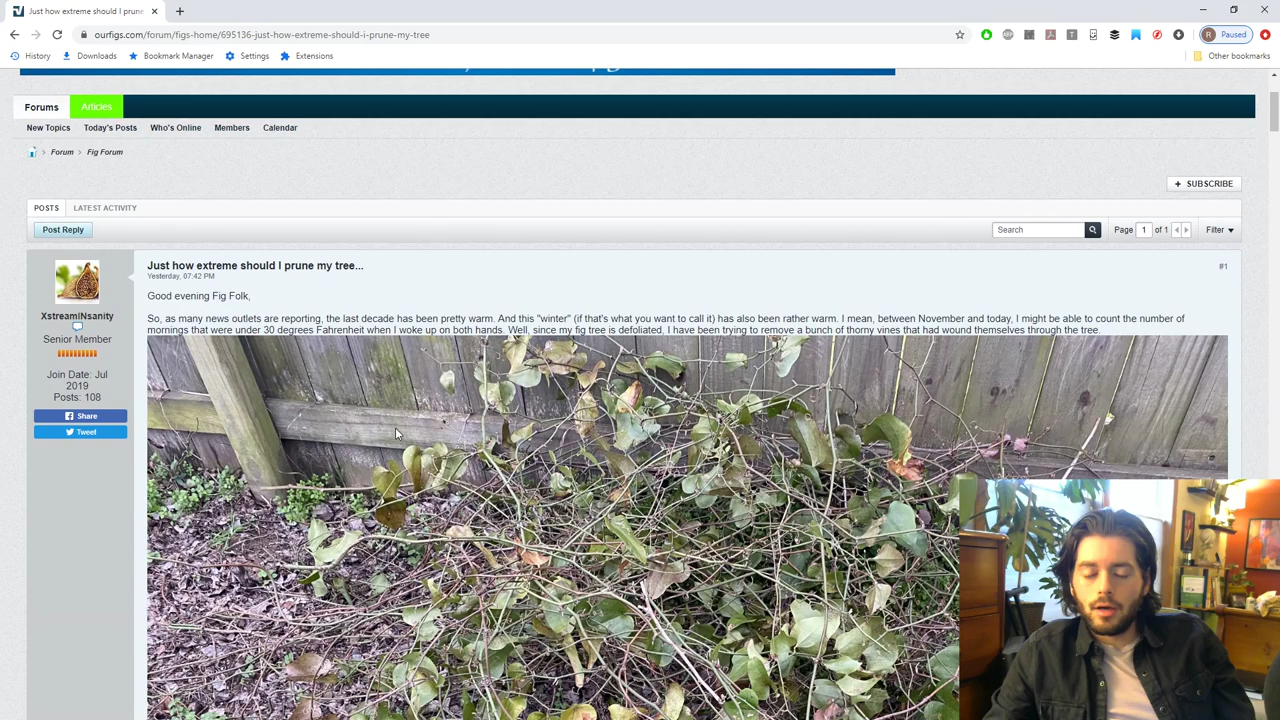 Just how extreme should I prune
ourfigs.com/forum/figs-home/695136-just-how-extreme-should-i-prune-my-tree
R Paused
History Downloads Bookmark Manager Settings Extensions Other bookmarks
Forums Articles
New Topics Today's Posts Who's Online Members Calendar
Forum > Fig Forum
+ SUBSCRIBE
POSTS LATEST ACTIVITY
Post Reply Search Page 1 of 1 Filter
Just how extreme should I prune my tree... #1
Yesterday, 07:42 PM
Good evening Fig Folk,
XstreamINsanity
Senior Member
Join Date: Jul
2019
Posts: 108
Share
Tweet
So, as many news outlets are reporting, the last decade has been pretty warm. And this "winter" (if that's what you want to call it) has also been rather warm. I mean, between November and today, I might be able to count the number of
mornings that were under 30 degrees Fahrenheit when I woke up on both hands. Well, since my fig tree is defoliated, I have been trying to remove a bunch of thorny vines that had wound themselves through the tree.